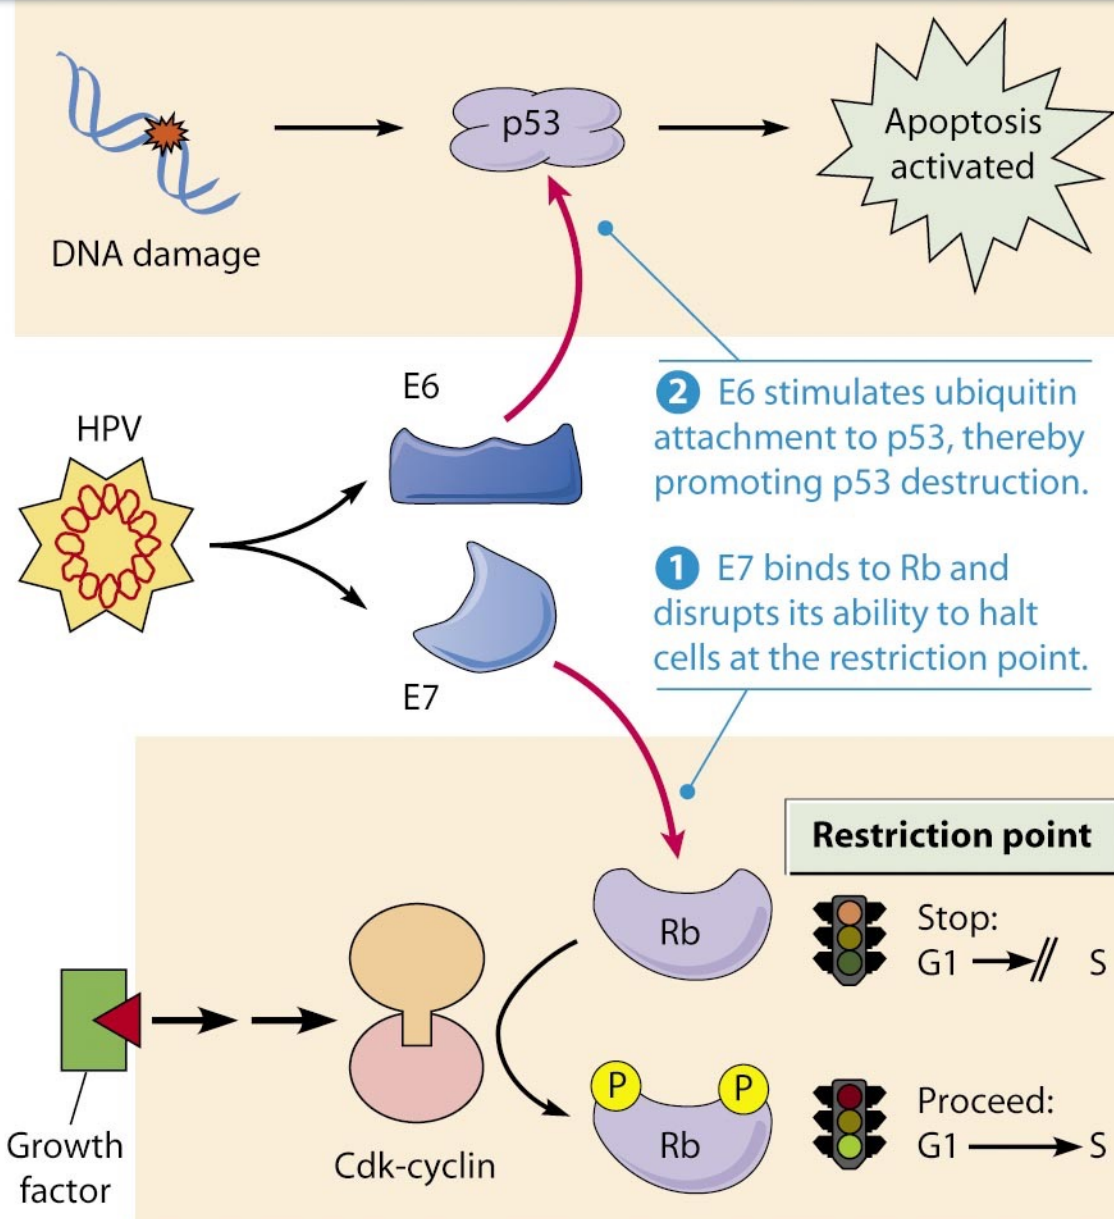 DNA damage
p53
Apoptosis
activated
HPV
E6
E7
2 E6 stimulates ubiquitin
attachment to p53, thereby
promoting p53 destruction.
1 E7 binds to Rb and
disrupts its ability to halt
cells at the restriction point.
Restriction point
Rb
Stop:
G1 S
Growth
factor
Cdk-cyclin
P P
Rb
Proceed:
G1 S